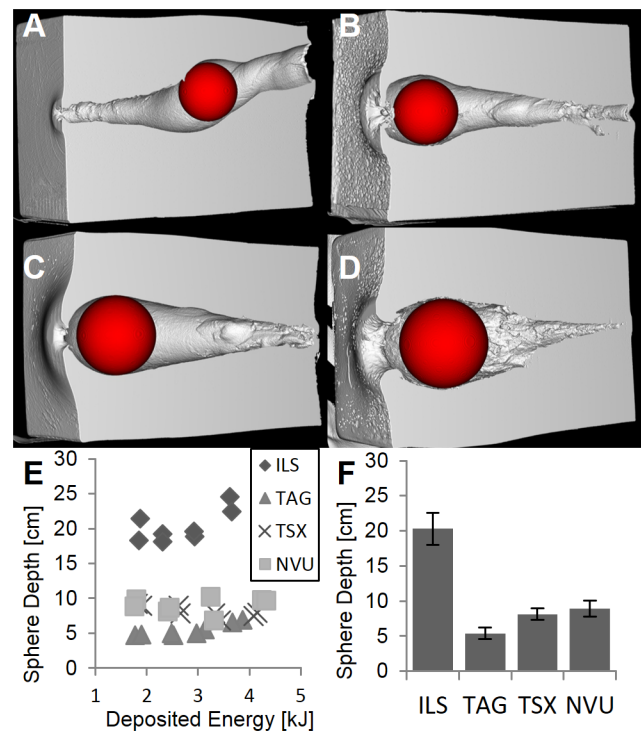 A
B
C
D
E
30
25
20
15
10
5
0
Sphere Depth [cm]
1 2 3 4 5
Deposited Energy [kJ]
ILS
TAG
TSX
NVU
F
30
25
20
15
10
5
0
Sphere Depth [cm]
ILS TAG TSX NVU